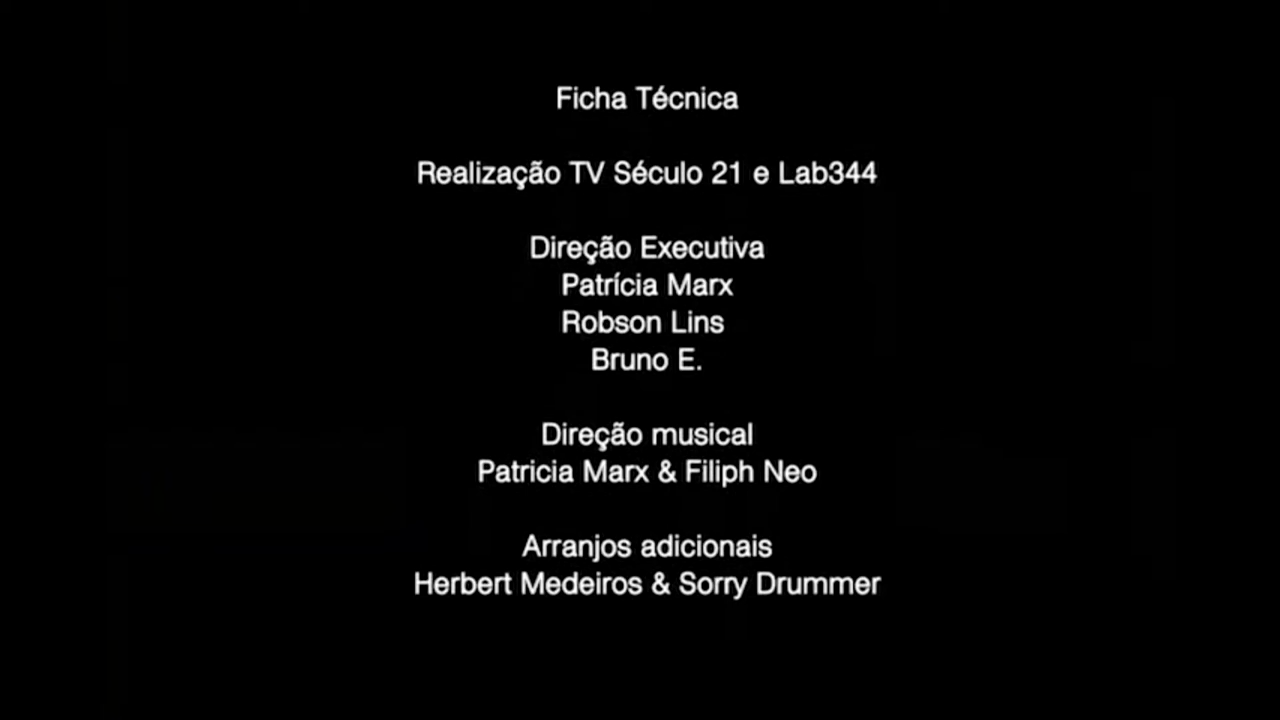 Ficha Técnica
Realização TV Século 21 e Lab344
Direção Executiva
Patrícia Marx
Robson Lins
Bruno E.
Direção musical
Patricia Marx & Filiph Neo
Arranjos adicionais
Herbert Medeiros & Sorry Drummer